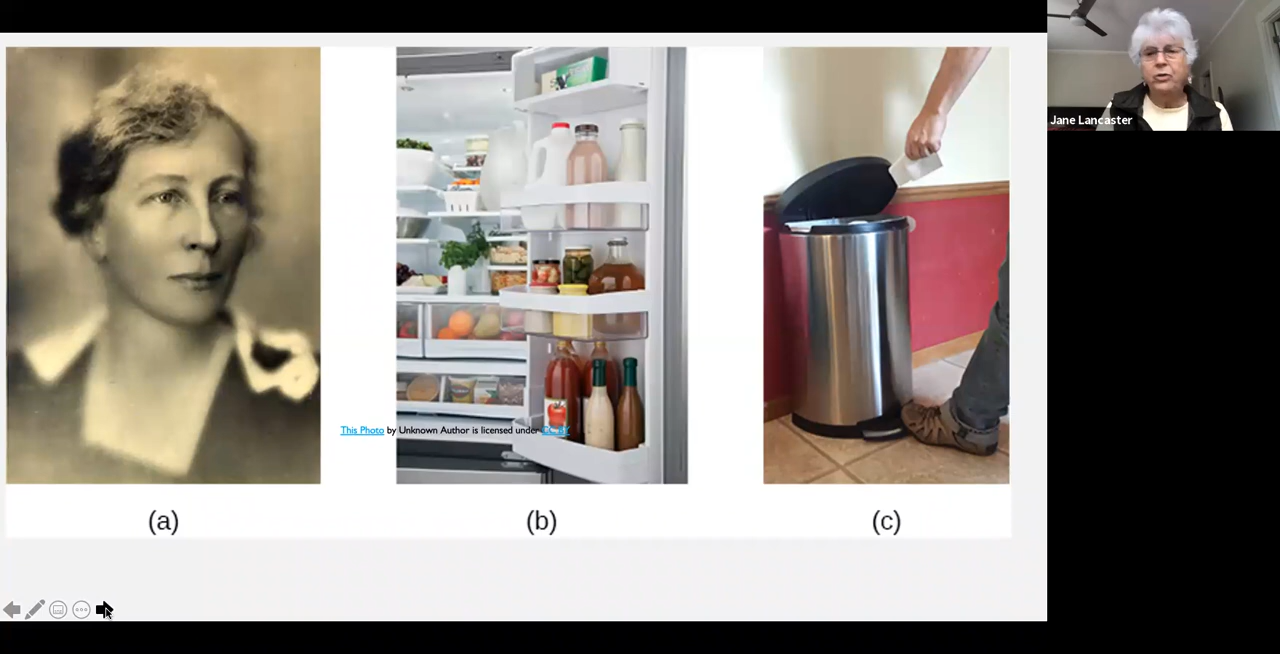 Jane Lancaster
This Photo by Unknown Author is licensed under CC BY
(a)
(b)
(c)